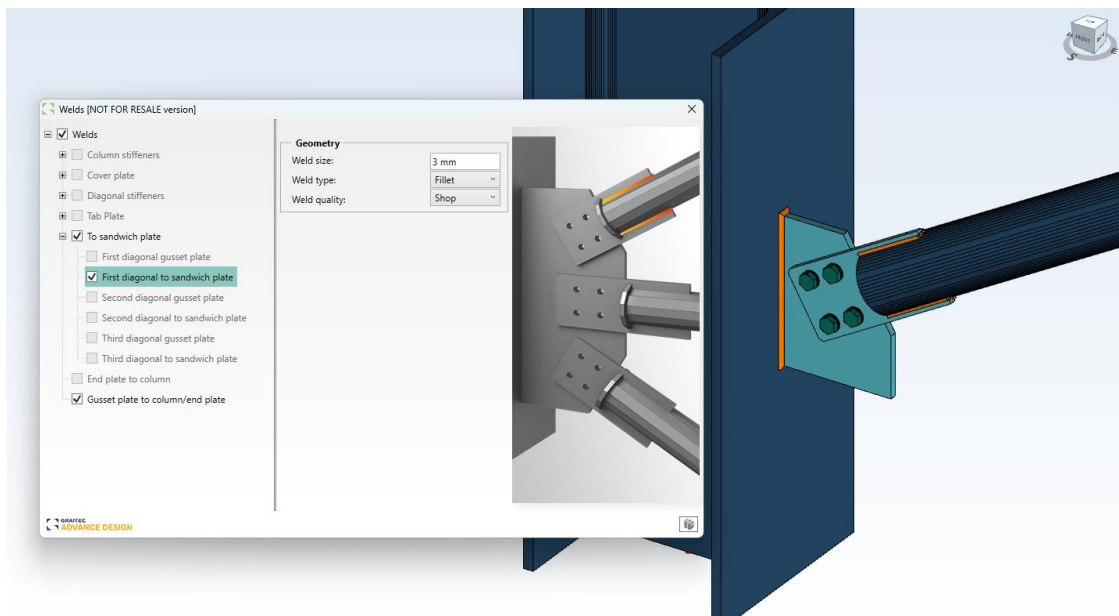 Welds [NOT FOR RESALE version]
Welds
Column stiffeners
Cover plate
Diagonal stiffeners
Tab Plate
To sandwich plate
First diagonal gusset plate
First diagonal to sandwich plate
Second diagonal gusset plate
Second diagonal to sandwich plate
Third diagonal gusset plate
Third diagonal to sandwich plate
End plate to column
Gusset plate to column/end plate
Geometry
Weld size: 3 mm
Weld type: Fillet
Weld quality: Shop
GRAITEC
ADVANCE DESIGN
FRONT
S
E